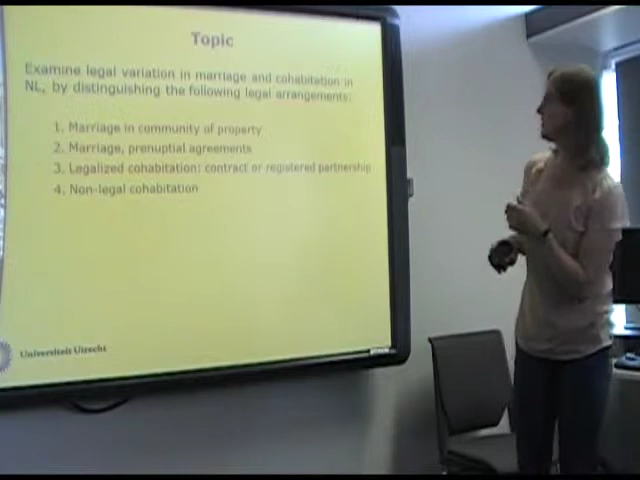 Topic
Examine legal variation in marriage and cohabitation in
NL, by distinguishing the following legal arrangements:
1. Marriage in community of property
2. Marriage, prenuptial agreements
3. Legalized cohabitation: contract or registered partnership
4. Non-legal cohabitation
Universiteit Utrecht